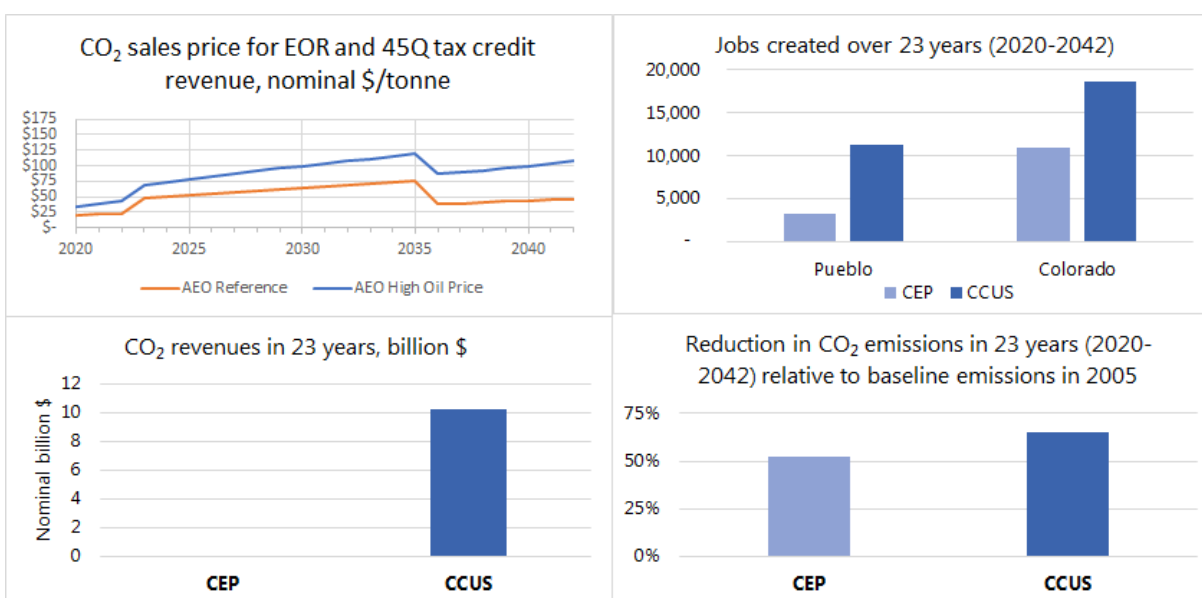 CO₂ sales price for EOR and 45Q tax credit
revenue, nominal $/tonne
$175
$150
$125
$100
$75
$50
$25
$-
2020 2025 2030 2035 2040
AEO Reference AEO High Oil Price
Jobs created over 23 years (2020-2042)
20,000
15,000
10,000
5,000
-
Pueblo Colorado
CEP CCUS
CO₂ revenues in 23 years, billion $
Nominal billion $
12
10
8
6
4
2
0
CEP CCUS
Reduction in CO₂ emissions in 23 years (2020-
2042) relative to baseline emissions in 2005
75%
50%
25%
0%
CEP CCUS